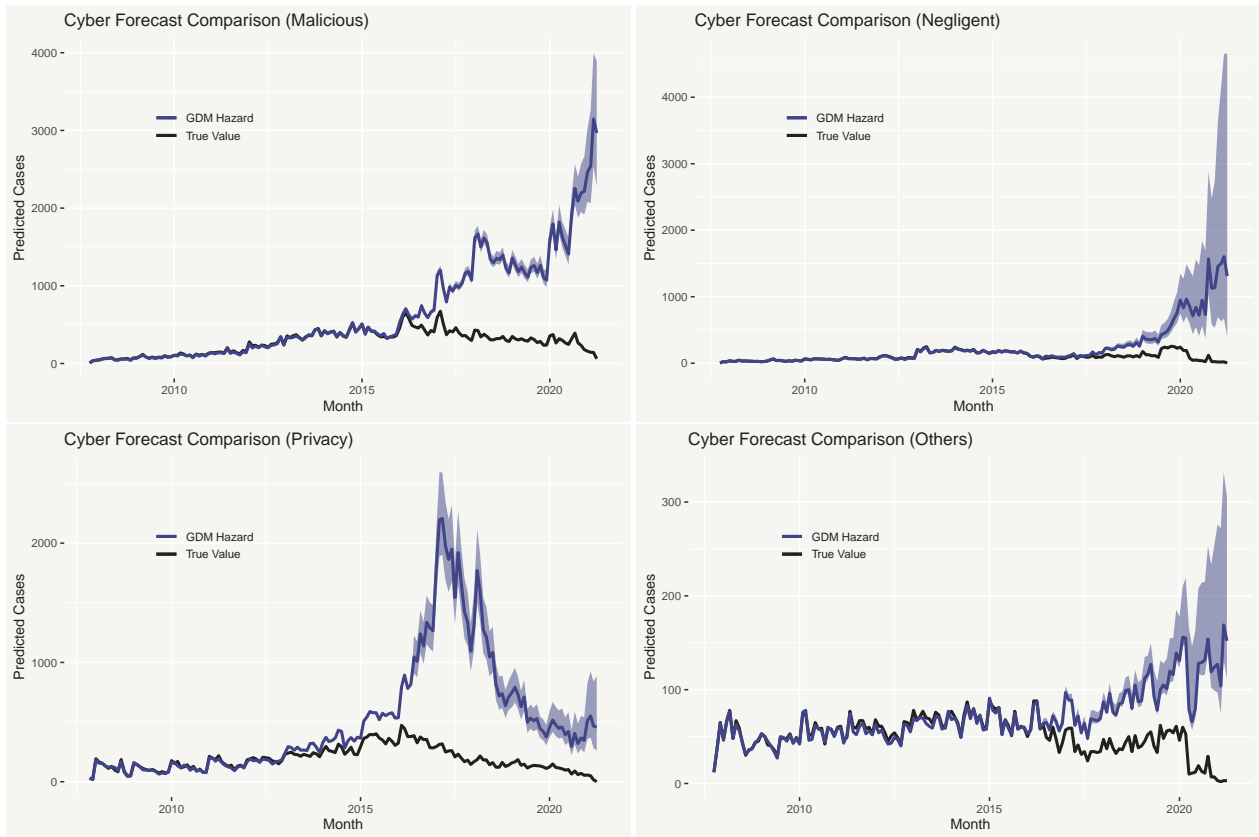 Cyber Forecast Comparison (Malicious)
Predicted Cases
4000
3000
2000
1000
0
GDM Hazard
True Value
2010
2015
2020
Month
Cyber Forecast Comparison (Negligent)
Predicted Cases
4000
3000
2000
1000
0
GDM Hazard
True Value
2010
2015
2020
Month
Cyber Forecast Comparison (Privacy)
Predicted Cases
2000
1000
0
GDM Hazard
True Value
2010
2015
2020
Month
Cyber Forecast Comparison (Others)
Predicted Cases
300
200
100
0
GDM Hazard
True Value
2010
2015
2020
Month